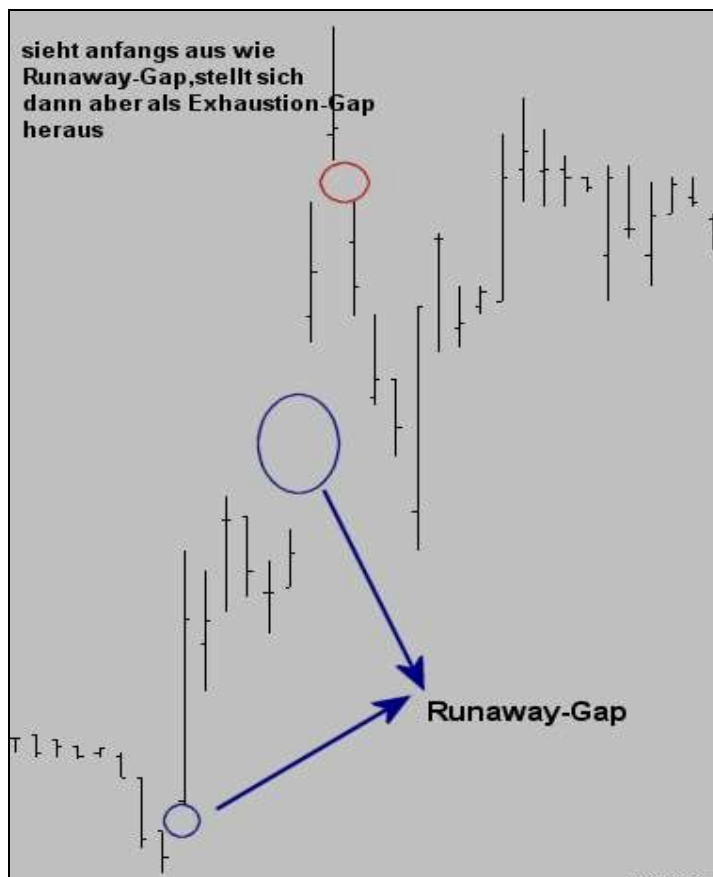 sieht anfangs aus wie
Runaway-Gap,stellt sich
dann aber als Exhaustion-Gap
heraus
Runaway-Gap